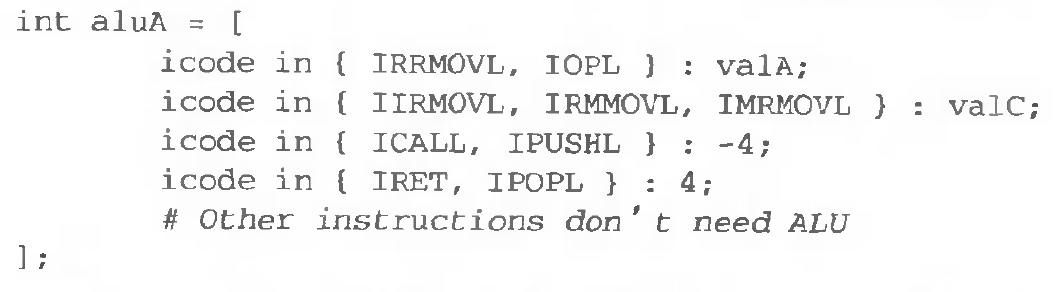 int aluA = [
icode in { IRRMOVL, IOPL } : valA;
icode in { IIRMOVL, IRMMOVL, IMRMOVL } : valC;
icode in { ICALL, IPUSHL } : -4;
icode in { IRET, IPOPL } : 4;
# Other instructions don't need ALU
];